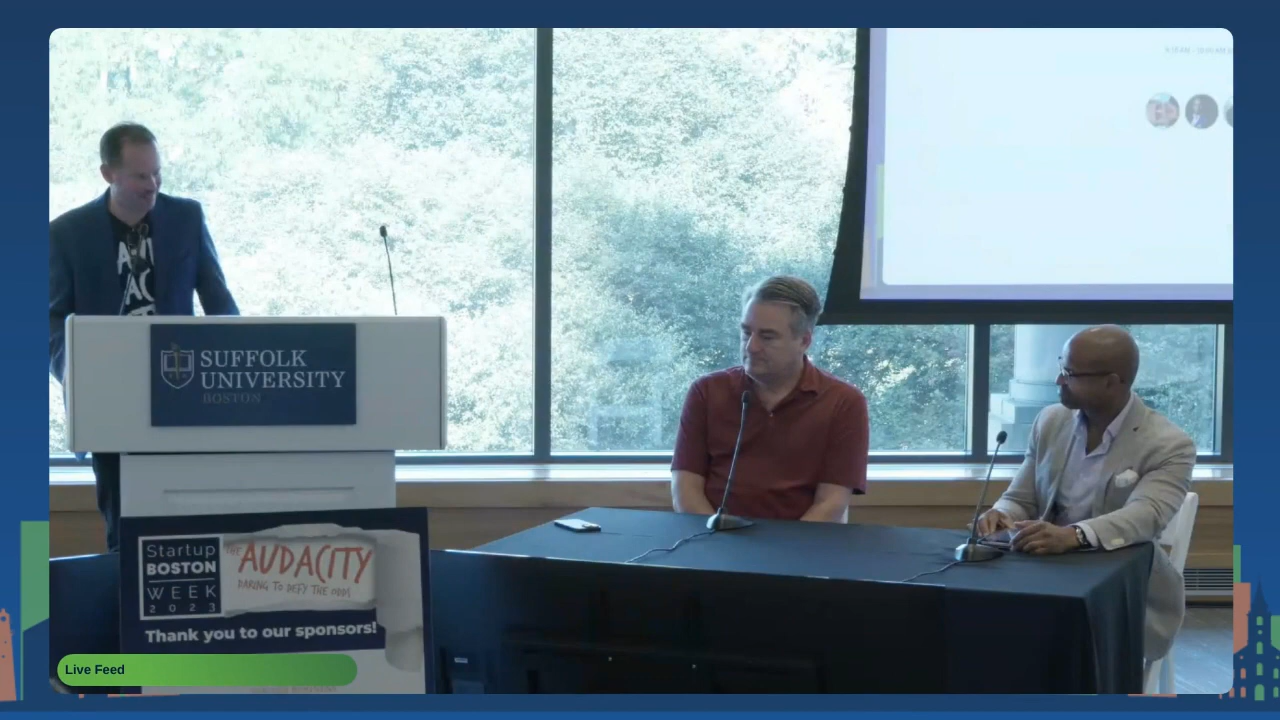 SUFFOLK
UNIVERSITY
BOSTON
Startup
BOSTON
WEEK
2023
THE AUDACITY
DARING TO DEFY THE ODDS
Thank you to our sponsors!
Live Feed